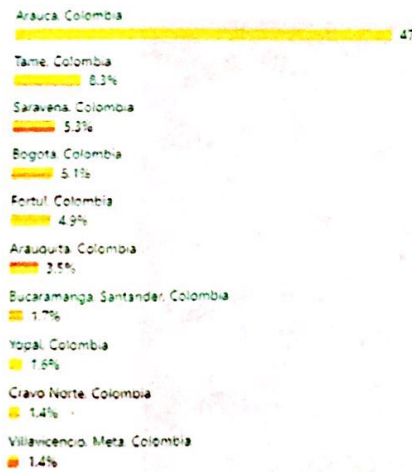 Arauca, Colombia
47
Tame, Colombia
8.3%
Saravena, Colombia
5.3%
Bogotá, Colombia
5.1%
Fortul, Colombia
4.9%
Arauquita, Colombia
3.5%
Bucaramanga, Santander, Colombia
1.7%
Yopal, Colombia
1.6%
Cravo Norte, Colombia
1.4%
Villavicencio, Meta, Colombia
1.4%